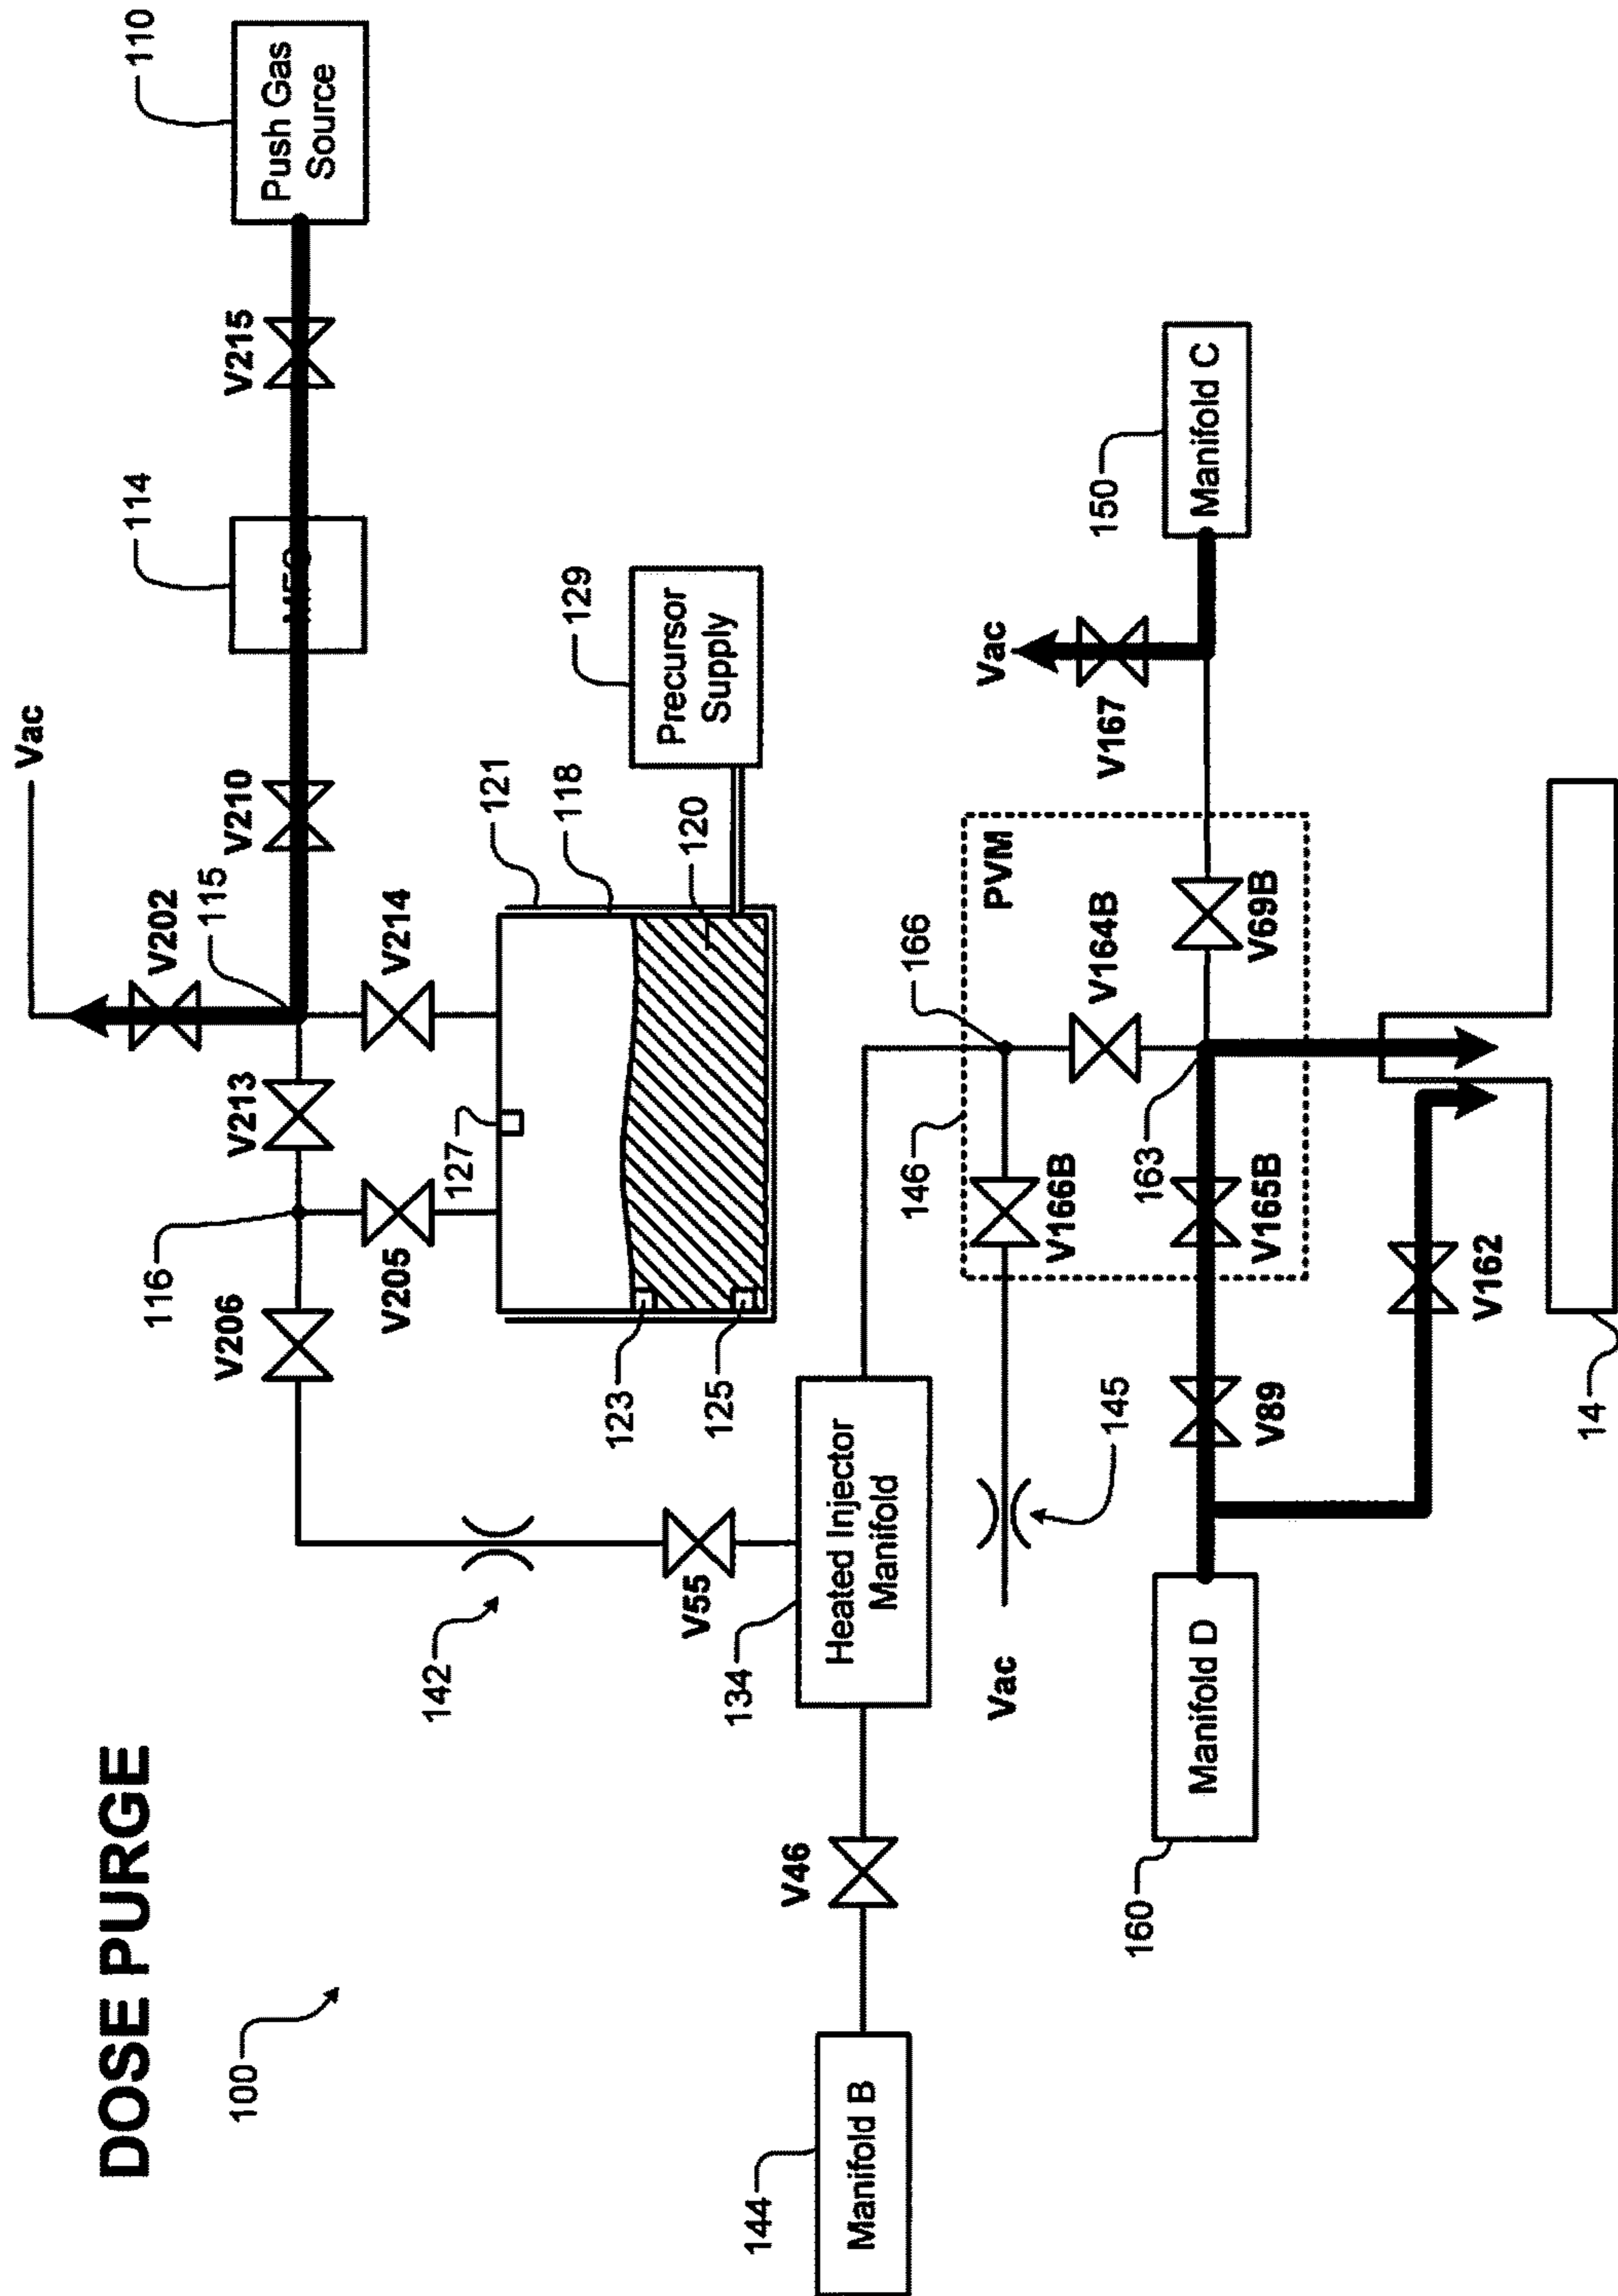 DOSE PURGE
100
Vac
110
Push Gas
Source
V215
114
V210
V202
115
V213
V214
116
V206
V205
127
121
118
120
129
Precursor
Supply
123
125
142
V55
134
Heated Injector
Manifold
V46
144
Manifold B
Vac
145
146
166
PVM
V166B
V164B
Vac
V167
150
Manifold C
163
V165B
V69B
V89
160
Manifold D
V162
14